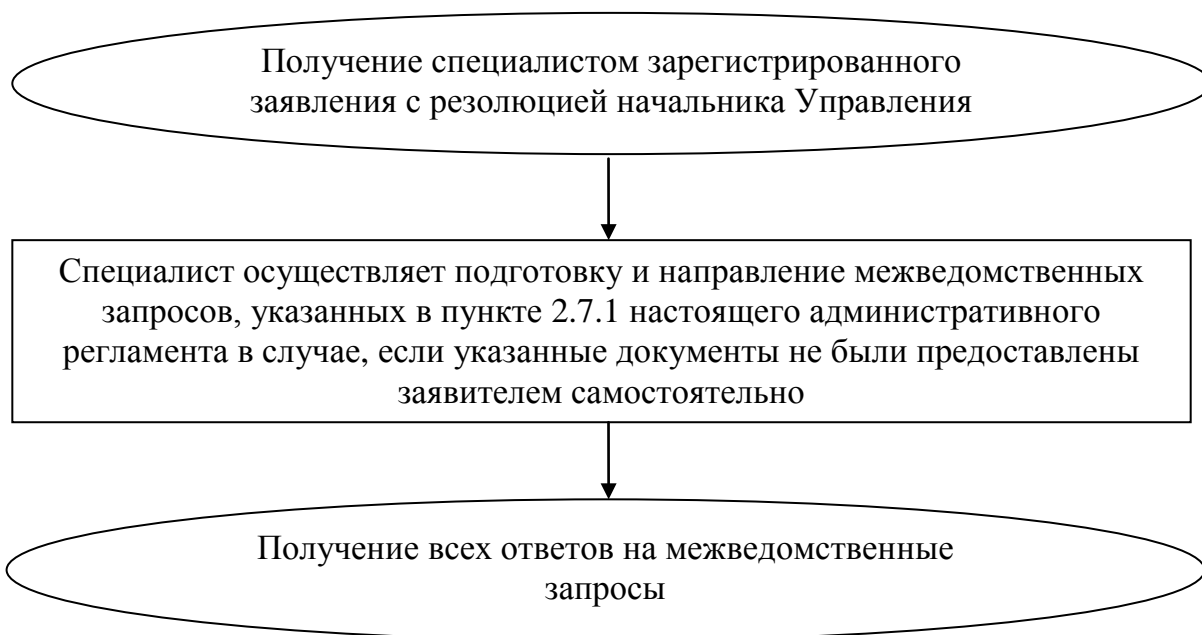 Получение специалистом зарегистрированного
заявления с резолюцией начальника Управления
Специалист осуществляет подготовку и направление межведомственных
запросов, указанных в пункте 2.7.1 настоящего административного
регламента в случае, если указанные документы не были предоставлены
заявителем самостоятельно
Получение всех ответов на межведомственные
запросы